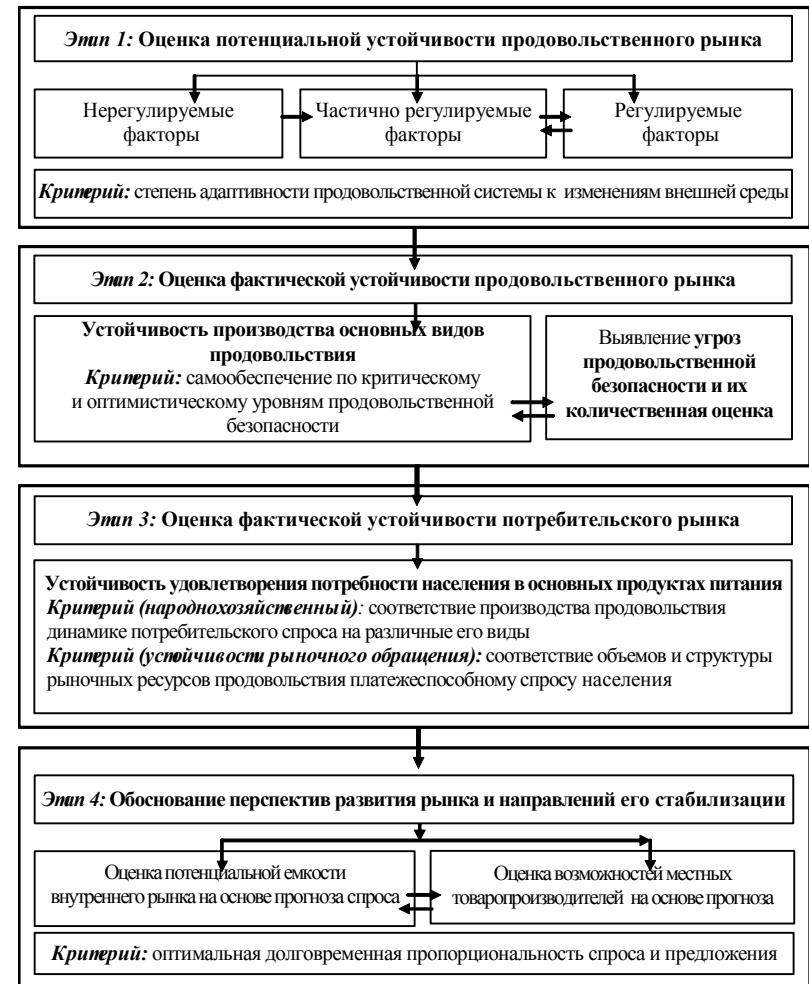 Этап 1: Оценка потенциальной устойчивости продовольственного рынка
Нерегулируемые
факторы
Частично регулируемые
факторы
Регулируемые
факторы
Критерий: степень адаптивности продовольственной системы к изменениям внешней среды
Этап 2: Оценка фактической устойчивости продовольственного рынка
Устойчивость производства основных видов
продовольствия
Критерий: самообеспечение по критическому
и оптимистическому уровням продовольственной
безопасности
Выявление угроз
продовольственной
безопасности и их
количественная оценка
Этап 3: Оценка фактической устойчивости потребительского рынка
Устойчивость удовлетворения потребности населения в основных продуктах питания
Критерий (народнохозяйственный): соответствие производства продовольствия
динамике потребительского спроса на различные его виды
Критерий (устойчивости рыночного обращения): соответствие объемов и структуры
рыночных ресурсов продовольствия платежеспособному спросу населения
Этап 4: Обоснование перспектив развития рынка и направлений его стабилизации
Оценка потенциальной емкости
внутреннего рынка на основе прогноза спроса
Оценка возможностей местных
товаропроизводителей на основе прогноза
Критерий: оптимальная долговременная пропорциональность спроса и предложения